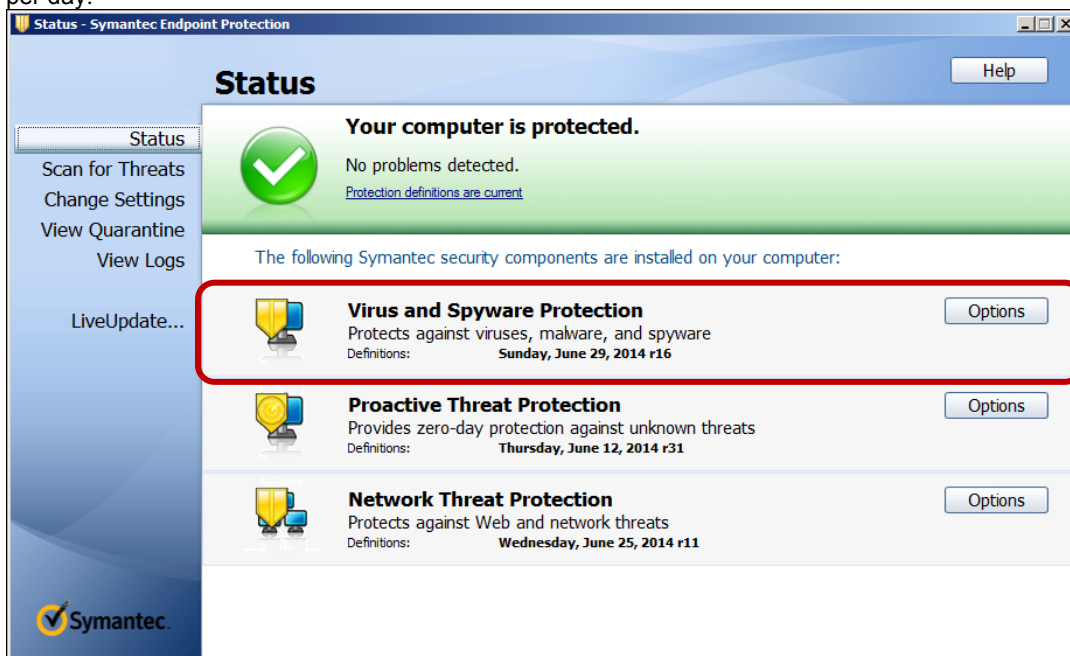 per day.
Status - Symantec Endpoint Protection
Status
Help
Status
Scan for Threats
Change Settings
View Quarantine
View Logs
LiveUpdate...
Your computer is protected.
No problems detected.
Protection definitions are current
The following Symantec security components are installed on your computer:
Virus and Spyware Protection
Options
Protects against viruses, malware, and spyware
Definitions: Sunday, June 29, 2014 r16
Proactive Threat Protection
Options
Provides zero-day protection against unknown threats
Definitions: Thursday, June 12, 2014 r31
Network Threat Protection
Options
Protects against Web and network threats
Definitions: Wednesday, June 25, 2014 r11
Symantec.